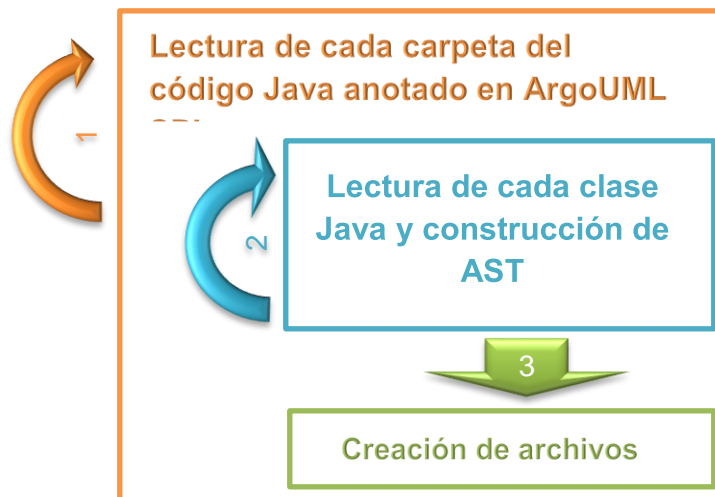 Lectura de cada carpeta del
código Java anotado en ArgoUML
1
Lectura de cada clase
Java y construcción de
AST
2
3
Creación de archivos